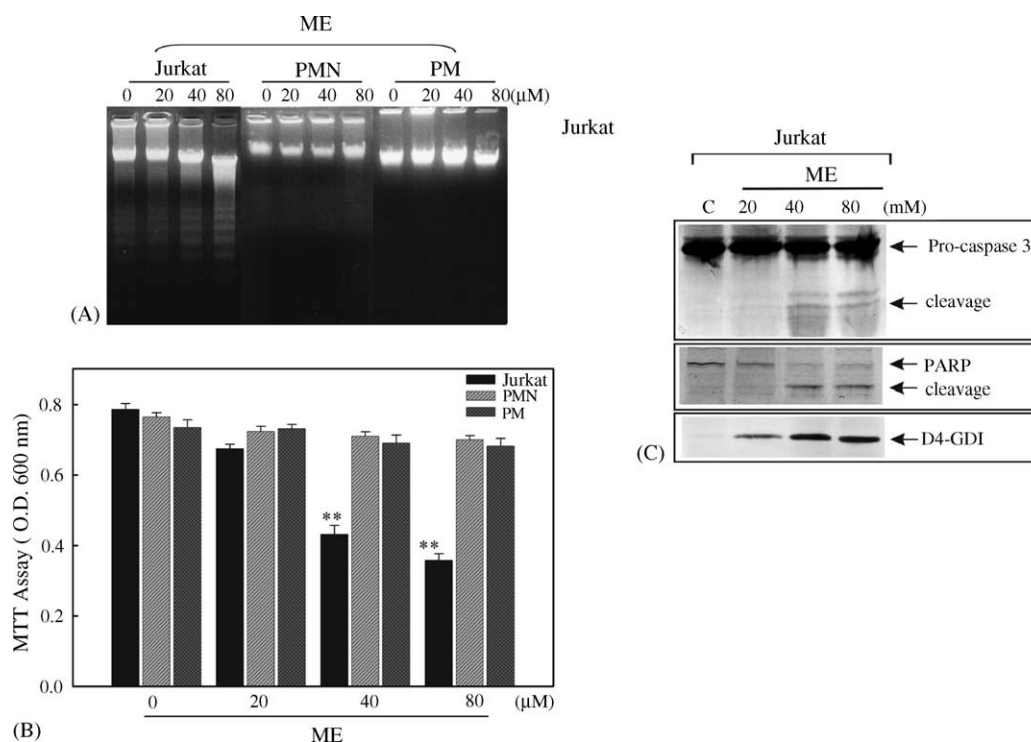 ME
Jurkat PMN PM
0 20 40 80 0 20 40 80 0 20 40 80(μM)
(A)
Jurkat
MTT Assay ( O.D. 600 nm)
0.8
0.6
0.4
0.2
0.0
Jurkat
PMN
PM
**
**
0 20 40 80 (μM)
ME
(B)
Jurkat
ME
C 20 40 80 (mM)
Pro-caspase 3
cleavage
PARP
cleavage
D4-GDI
(C)